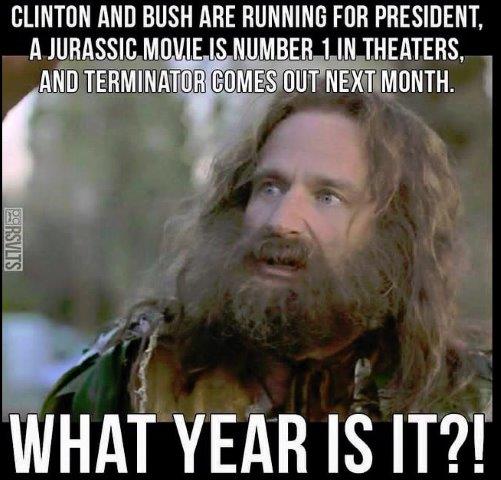 CLINTON AND BUSH ARE RUNNING FOR PRESIDENT,
A JURASSIC MOVIE IS NUMBER 1 IN THEATERS,
AND TERMINATOR COMES OUT NEXT MONTH.
RSVLTS
WHAT YEAR IS IT?!